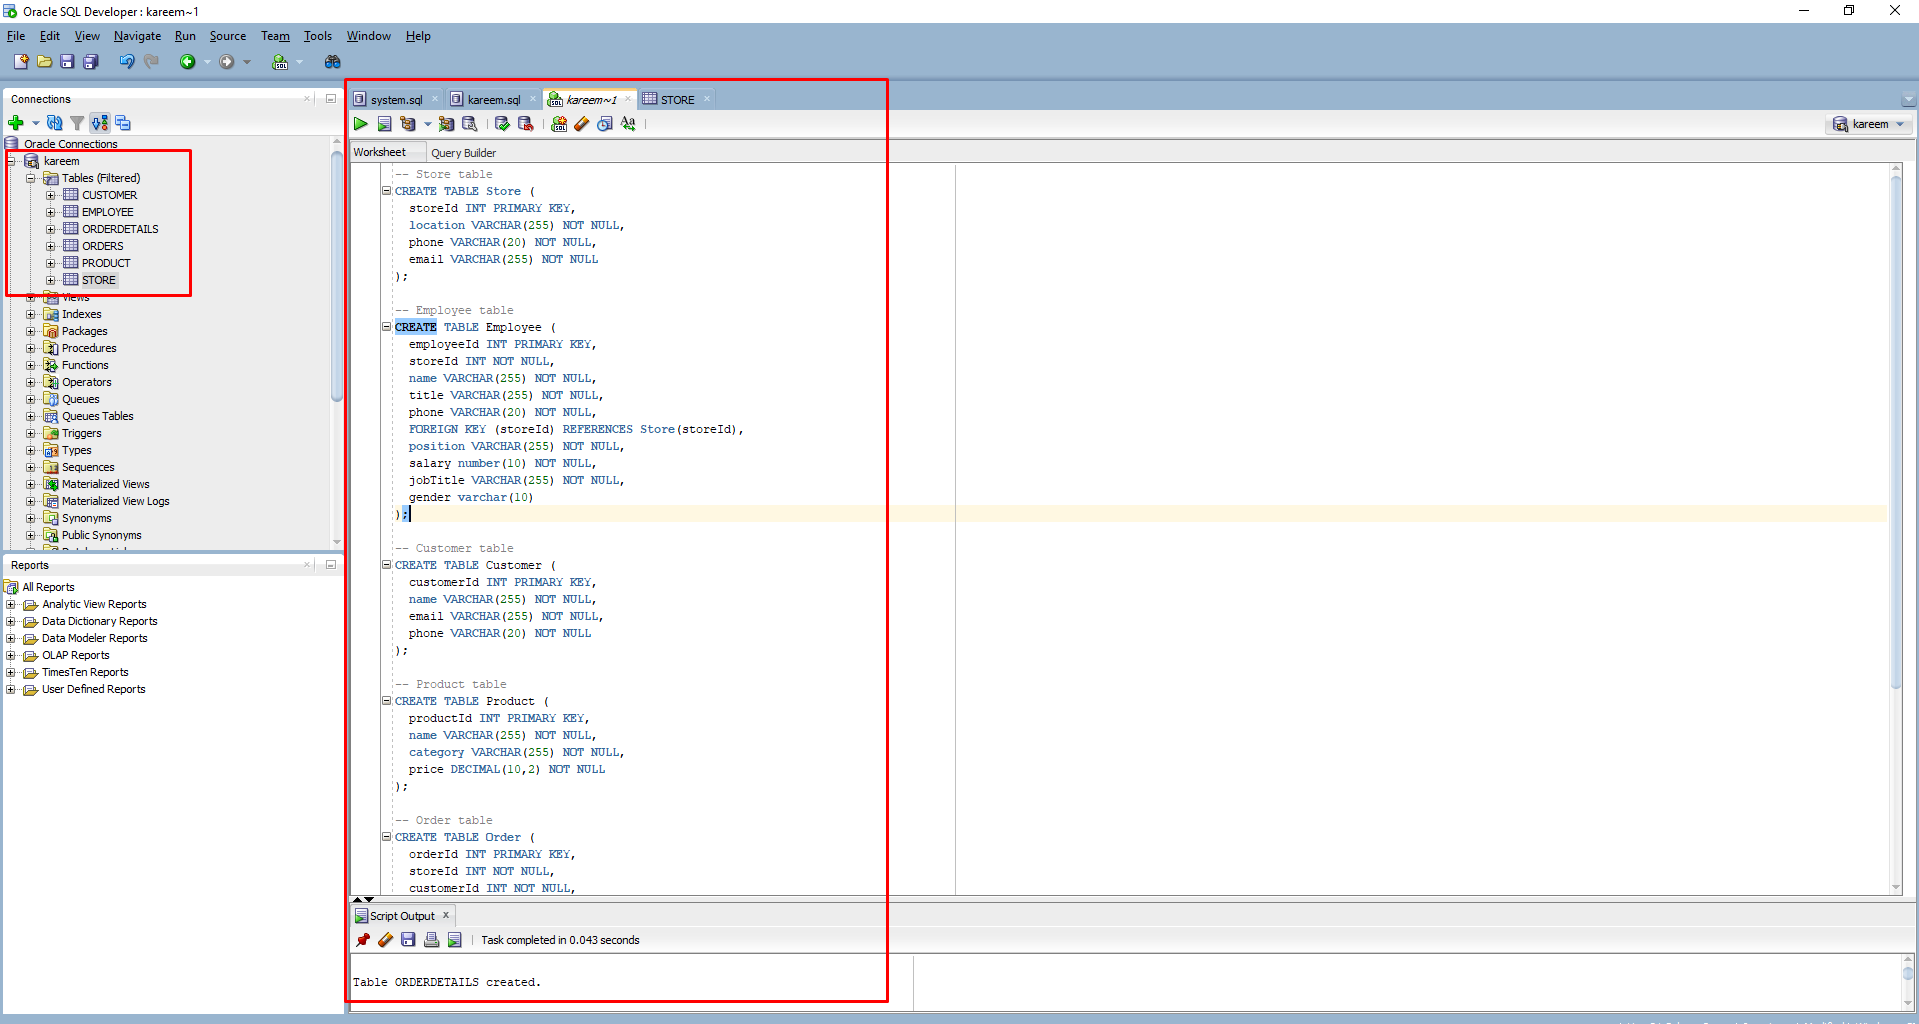 Oracle SQL Developer : kareem~1
File Edit View Navigate Run Source Team Tools Window Help
Connections
Oracle Connections
kareem
Tables (Filtered)
CUSTOMER
EMPLOYEE
ORDERDETAILS
ORDERS
PRODUCT
STORE
Views
Indexes
Packages
Procedures
Functions
Operators
Queues
Queues Tables
Triggers
Types
Sequences
Materialized Views
Materialized View Logs
Synonyms
Public Synonyms
Reports
All Reports
Analytic View Reports
Data Dictionary Reports
Data Modeler Reports
OLAP Reports
TimesTen Reports
User Defined Reports
system.sql kareem.sql kareem~1 STORE
kareem
Worksheet Query Builder
-- Store table
CREATE TABLE Store (
storeId INT PRIMARY KEY,
location VARCHAR(255) NOT NULL,
phone VARCHAR(20) NOT NULL,
email VARCHAR(255) NOT NULL
);
-- Employee table
CREATE TABLE Employee (
employeeId INT PRIMARY KEY,
storeId INT NOT NULL,
name VARCHAR(255) NOT NULL,
title VARCHAR(255) NOT NULL,
phone VARCHAR(20) NOT NULL,
FOREIGN KEY (storeId) REFERENCES Store(storeId),
position VARCHAR(255) NOT NULL,
salary number(10) NOT NULL,
jobTitle VARCHAR(255) NOT NULL,
gender varchar(10)
);
-- Customer table
CREATE TABLE Customer (
customerId INT PRIMARY KEY,
name VARCHAR(255) NOT NULL,
email VARCHAR(255) NOT NULL,
phone VARCHAR(20) NOT NULL
);
-- Product table
CREATE TABLE Product (
productId INT PRIMARY KEY,
name VARCHAR(255) NOT NULL,
category VARCHAR(255) NOT NULL,
price DECIMAL(10,2) NOT NULL
);
-- Order table
CREATE TABLE Order (
orderId INT PRIMARY KEY,
storeId INT NOT NULL,
customerId INT NOT NULL,
Script Output
Task completed in 0.043 seconds
Table ORDERDETAILS created.